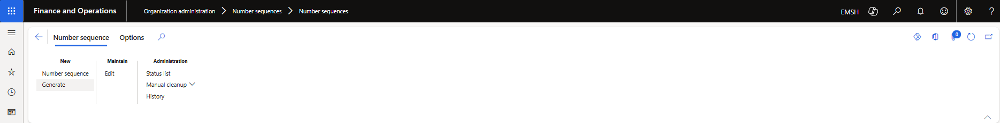 Finance and Operations
Organization administration
Number sequences
Number sequences
EMSH
?
Number sequence
Options
0
New
Maintain
Administration
Number sequence
Edit
Status list
Generate
Manual cleanup
History